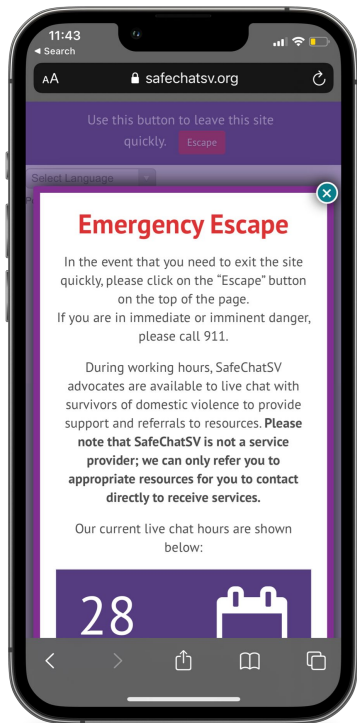 11:43
◀ Search
AA
safechatsv.org
Use this button to leave this site
quickly. Escape
Select Language
Emergency Escape
In the event that you need to exit the site
quickly, please click on the “Escape” button
on the top of the page.
If you are in immediate or imminent danger,
please call 911.
During working hours, SafeChatSV
advocates are available to live chat with
survivors of domestic violence to provide
support and referrals to resources. Please
note that SafeChatSV is not a service
provider; we can only refer you to
appropriate resources for you to contact
directly to receive services.
Our current live chat hours are shown
below:
28